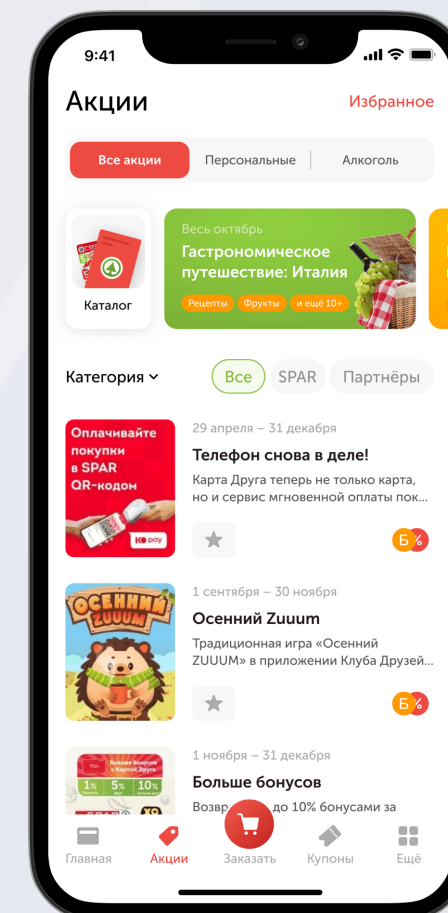 9:41
Акции
Избранное
Все акции
Персональные
Алкоголь
Весь октябрь
Гастрономическое
путешествие: Италия
Рецепты
Фрукты
и ещё 10+
Каталог
Категория
Все
SPAR
Партнёры
Оплачивайте
покупки
в SPAR
QR-кодом
pay
29 апреля – 31 декабря
Телефон снова в деле!
Карта Друга теперь не только карта,
но и сервис мгновенной оплаты пок...
Б %
ОСЕННИЙ
ZUUUM
1 сентября – 30 ноября
Осенний Zuuum
Традиционная игра «Осенний
ZUUUM» в приложении Клуба Друзей...
Б %
Больше бонусов
с Картой Друга
1%
5%
10%
1 ноября – 31 декабря
Больше бонусов
до 10% бонусами за
Главная
Акции
Заказать
Купоны
Ещё